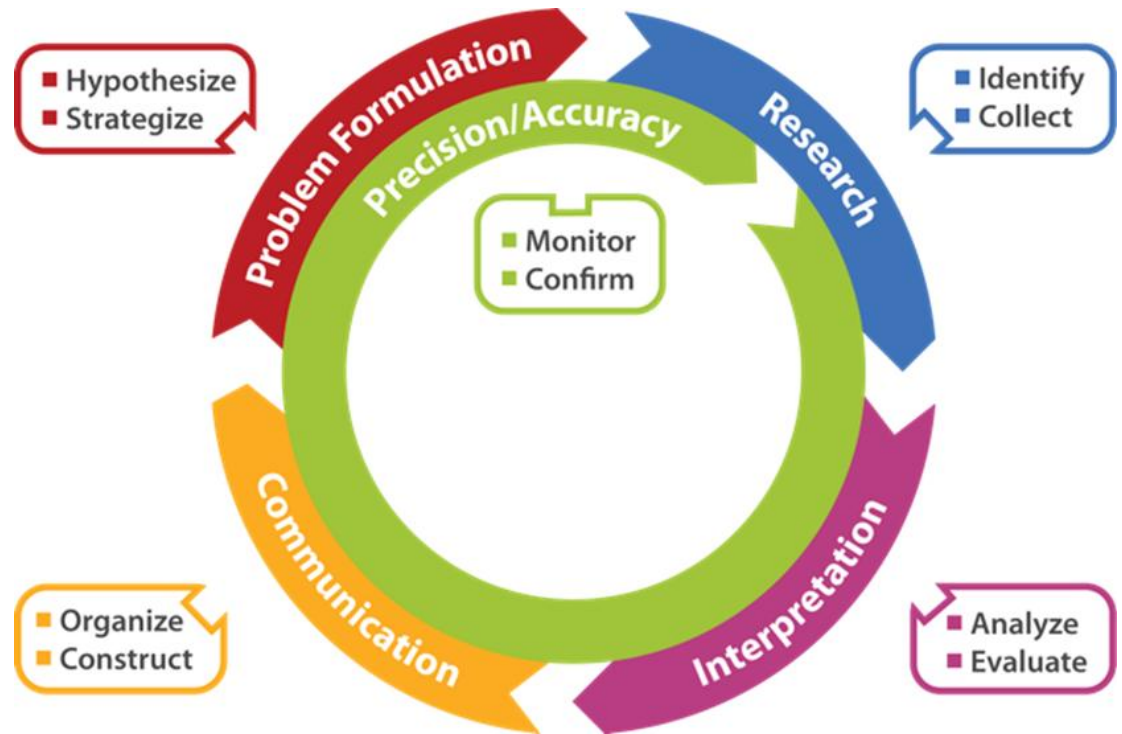 Problem Formulation
Hypothesize
Strategize
Research
Identify
Collect
Precision/Accuracy
Monitor
Confirm
Communication
Organize
Construct
Interpretation
Analyze
Evaluate